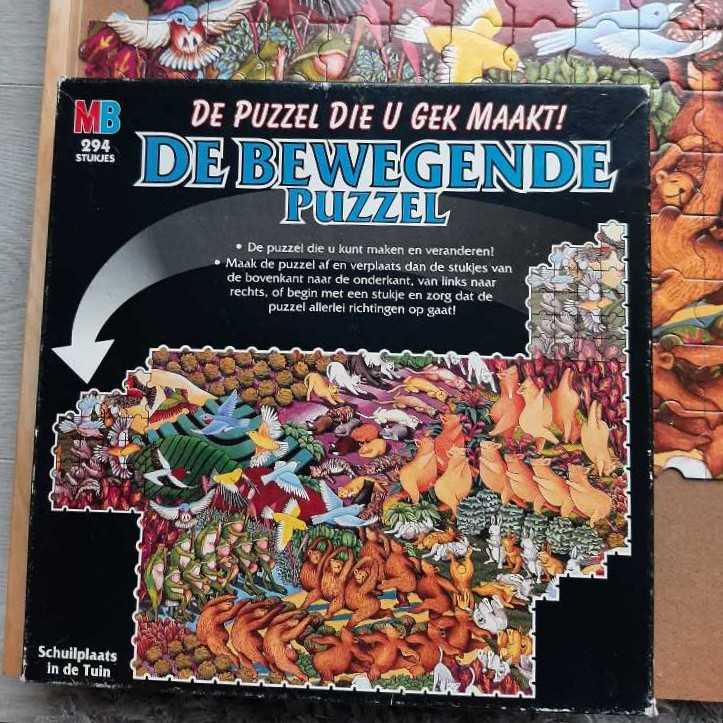 MB
294
STUKJES
DE PUZZEL DIE U GEK MAAKT!
DE BEWEGENDE
PUZZEL
• De puzzel die u kunt maken en veranderen!
• Maak de puzzel af en verplaats dan de stukjes van
de bovenkant naar de onderkant, van links naar
rechts, of begin met een stukje en zorg dat de
puzzel allerlei richtingen op gaat!
Schuilplaats
in de Tuin